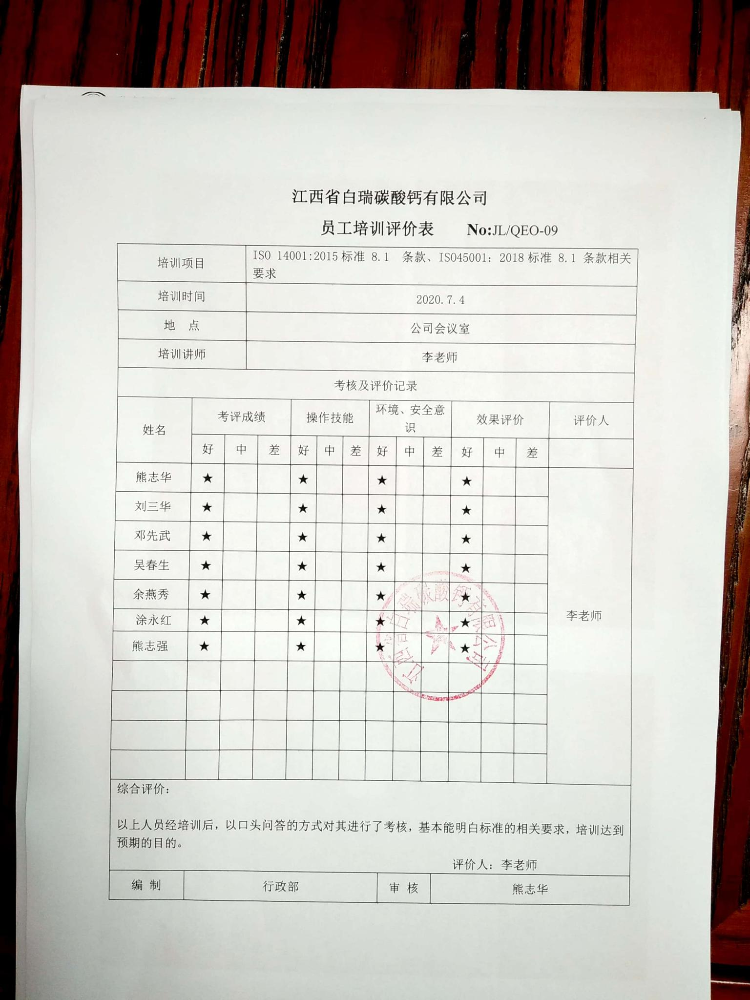 江西省白瑞碳酸钙有限公司
员工培训评价表 No:JL/QEO-09
培训项目 ISO 14001:2015标准 8.1 条款、ISO45001：2018标准 8.1 条款相关
要求
培训时间 2020.7.4
地 点 公司会议室
培训讲师 李老师
考核及评价记录
姓名 考评成绩 操作技能 环境、安全意
识 效果评价 评价人
好 中 差 好 中 差 好 中 差 好 中 差
熊志华 ★ ★ ★ ★
刘三华 ★ ★ ★ ★
邓先武 ★ ★ ★ ★
吴春生 ★ ★ ★ ★
余燕秀 ★ ★ ★ ★
涂永红 ★ ★ ★ ★ 李老师
熊志强 ★ ★ ★ ★
江西省白瑞碳酸钙有限公司
综合评价：
以上人员经培训后，以口头问答的方式对其进行了考核，基本能明白标准的相关要求，培训达到
预期的目的。
评价人：李老师
编 制 行政部 审 核 熊志华